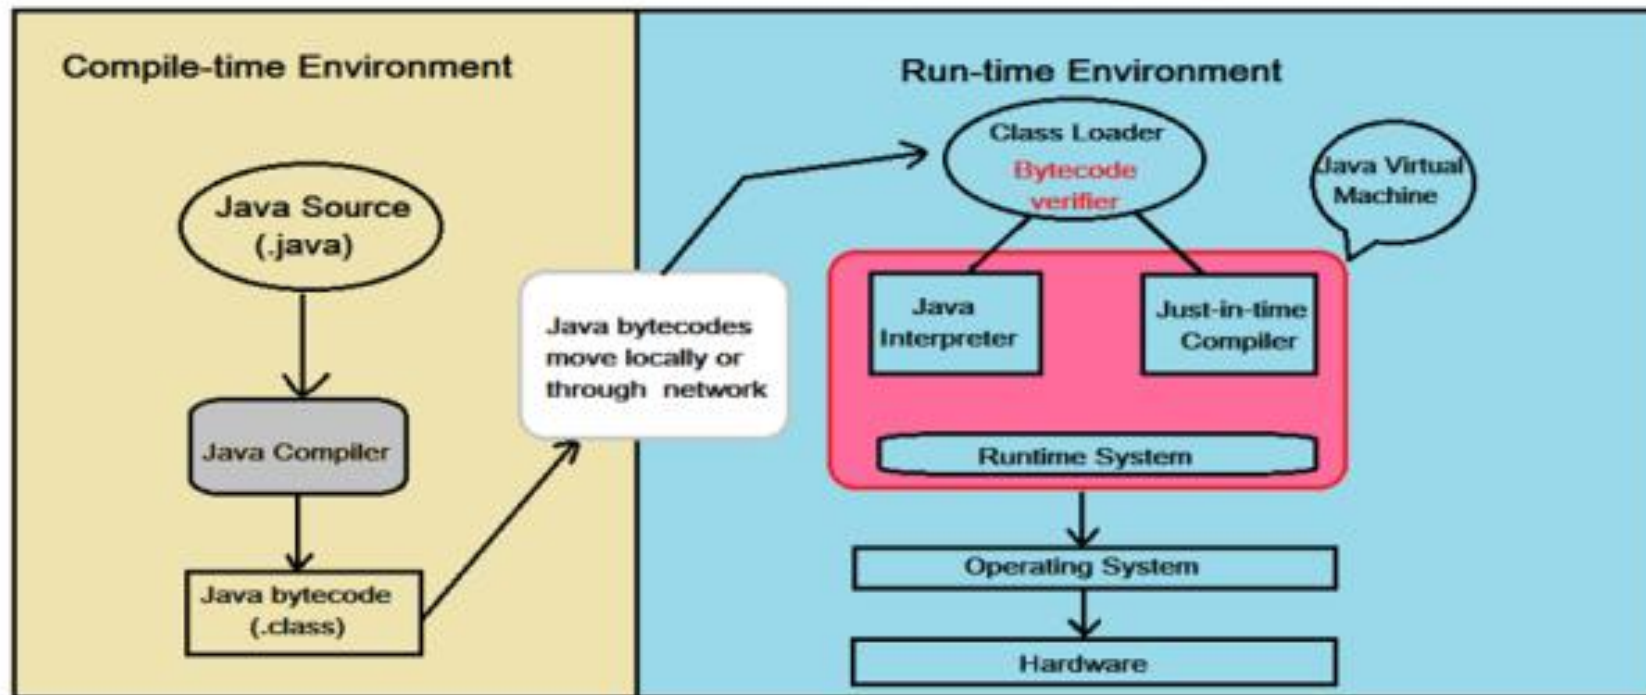 Compile-time Environment
Java Source
(.java)
Java Compiler
Java bytecode
(.class)
Java bytecodes
move locally or
through network
Run-time Environment
Class Loader
Bytecode
verifier
Java Virtual
Machine
Java
Interpreter
Just-in-time
Compiler
Runtime System
Operating System
Hardware